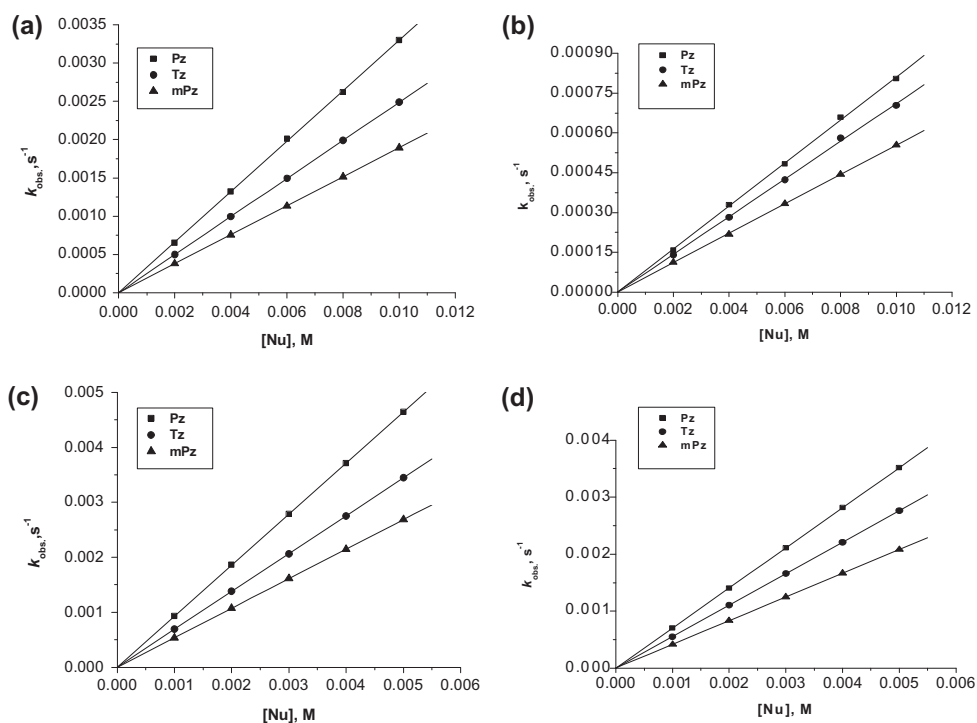 (a)
0.0035
0.0030
0.0025
0.0020
0.0015
0.0010
0.0005
0.0000
k obs. ,s-1
Pz
Tz
mPz
0.000 0.002 0.004 0.006 0.008 0.010 0.012
[Nu], M
(b)
0.00090
0.00075
0.00060
0.00045
0.00030
0.00015
0.00000
k obs. , s-1
Pz
Tz
mPz
0.000 0.002 0.004 0.006 0.008 0.010 0.012
[Nu], M
(c)
0.005
0.004
0.003
0.002
0.001
0.000
k obs. ,s-1
Pz
Tz
mPz
0.000 0.001 0.002 0.003 0.004 0.005 0.006
[Nu], M
(d)
0.004
0.003
0.002
0.001
0.000
k obs. , s-1
Pz
Tz
mPz
0.000 0.001 0.002 0.003 0.004 0.005 0.006
[Nu], M